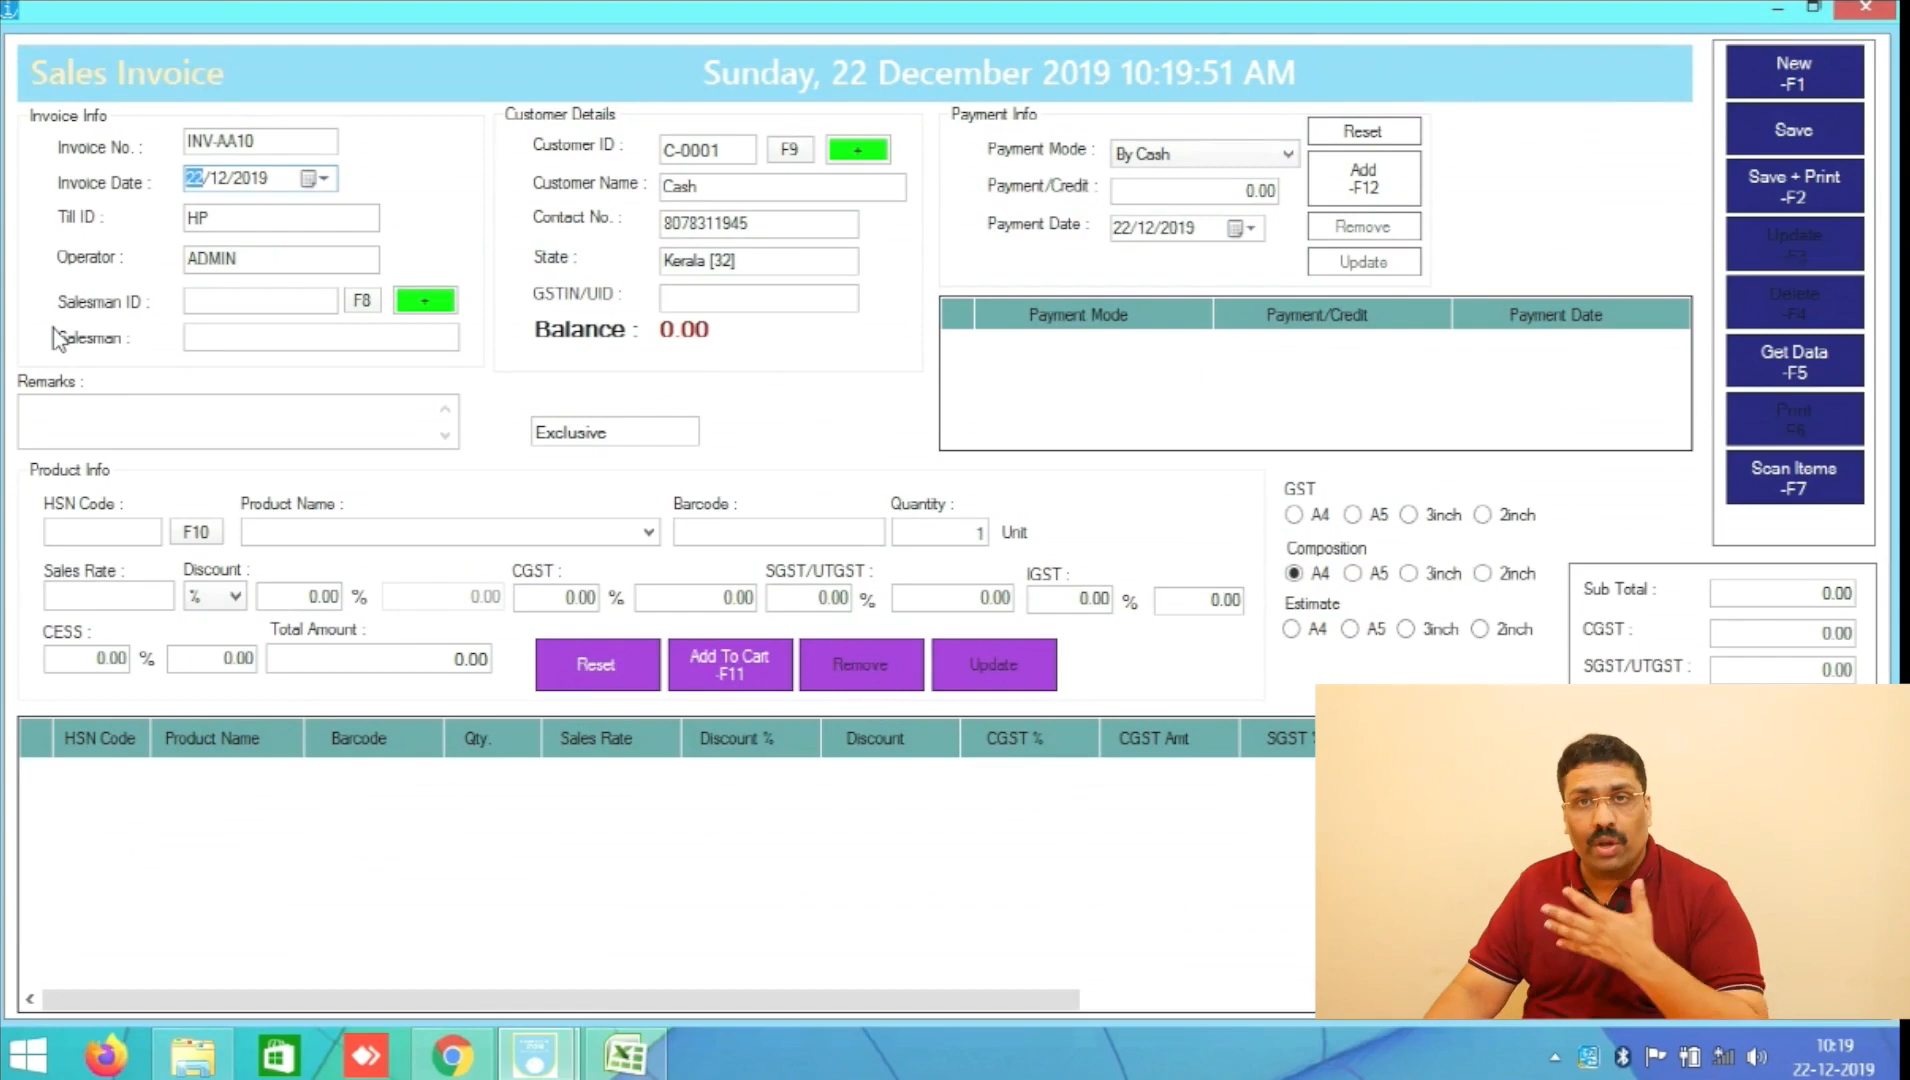 Sales Invoice
Sunday, 22 December 2019 10:19:51 AM
Invoice Info
Invoice No. : INV-AA10
Invoice Date : 22/12/2019
Till ID : HP
Operator : ADMIN
Salesman ID : F8 +
Salesman :
Remarks :
Customer Details
Customer ID : C-0001 F9 +
Customer Name : Cash
Contact No. : 8078311945
State : Kerala [32]
GSTIN/UID :
Balance : 0.00
Exclusive
Payment Info
Payment Mode : By Cash
Payment/Credit : 0.00
Payment Date : 22/12/2019
Reset
Add
-F12
Remove
Update
Payment Mode Payment/Credit Payment Date
New
-F1
Save
Save + Print
-F2
Update
-F3
Delete
-F4
Get Data
-F5
Print
-F6
Scan Items
-F7
Product Info
HSN Code : Product Name : Barcode : Quantity :
F10 1 Unit
Sales Rate : Discount : CGST : SGST/UTGST : IGST :
% 0.00 % 0.00 0.00 % 0.00 0.00 % 0.00 0.00 % 0.00
CESS : Total Amount :
0.00 % 0.00 0.00
Reset
Add To Cart
-F11
Remove
Update
GST
A4 A5 3inch 2inch
Composition
A4 A5 3inch 2inch
Estimate
A4 A5 3inch 2inch
Sub Total : 0.00
CGST : 0.00
SGST/UTGST : 0.00
HSN Code Product Name Barcode Qty. Sales Rate Discount % Discount CGST % CGST Amt SGST
10:19
22-12-2019